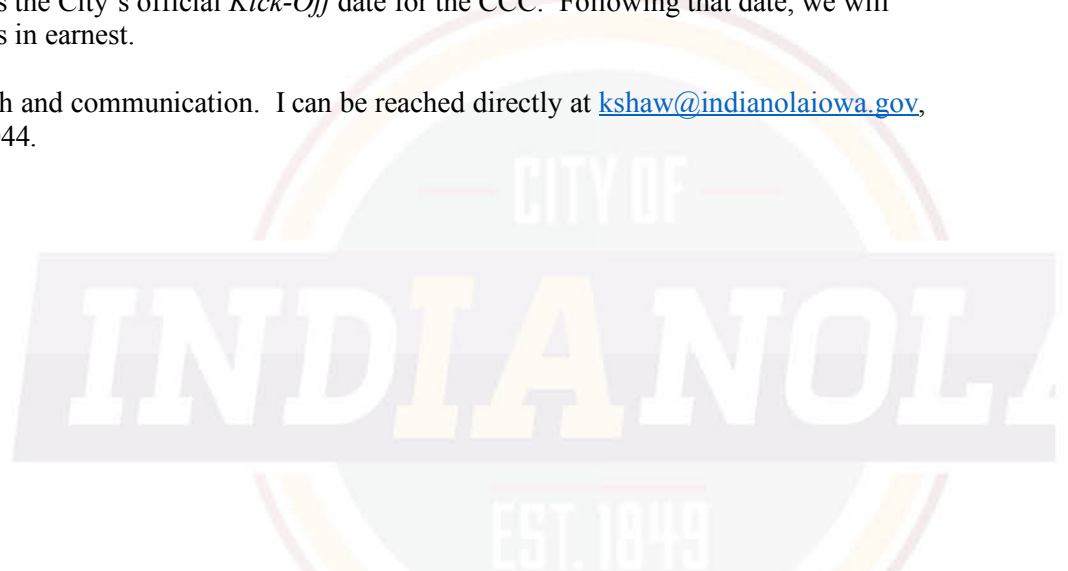 s the City's official Kick-Off date for the CCC. Following that date, we will
s in earnest.
h and communication. I can be reached directly at kshaw@indianolaiowa.gov,
44.
CITY OF
INDIANOLA
EST. 1849